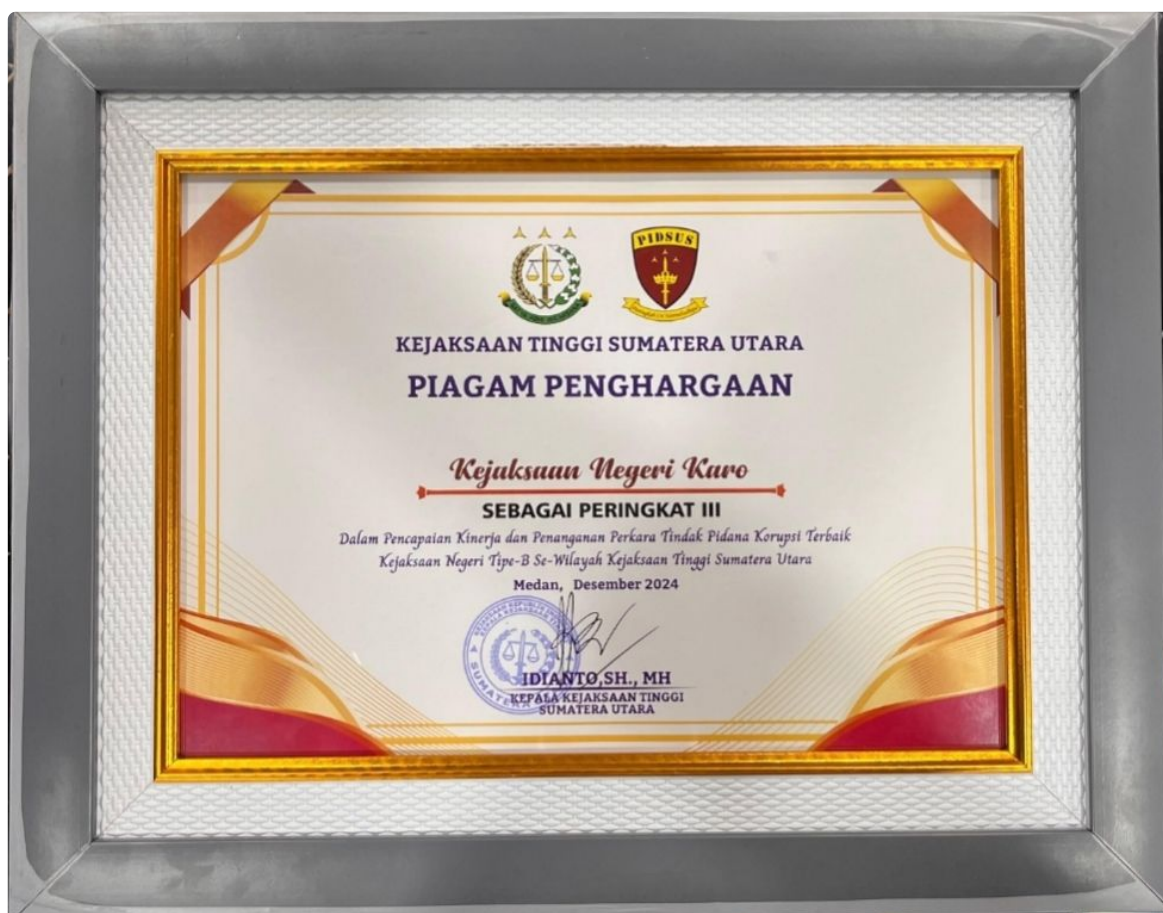 PIDSUS
KEJAKSAAN TINGGI SUMATERA UTARA
PIAGAM PENGHARGAAN
Kejaksaan Negeri Karo
SEBAGAI PERINGKAT III
Dalam Pencapaian Kinerja dan Penanganan Perkara Tindak Pidana Korupsi Terbaik
Kejaksaan Negeri Tipe-B Se-Wilayah Kejaksaan Tinggi Sumatera Utara
Medan, Desember 2024
IDIANTO,SH., MH
KEPALA KEJAKSAAN TINGGI
SUMATERA UTARA